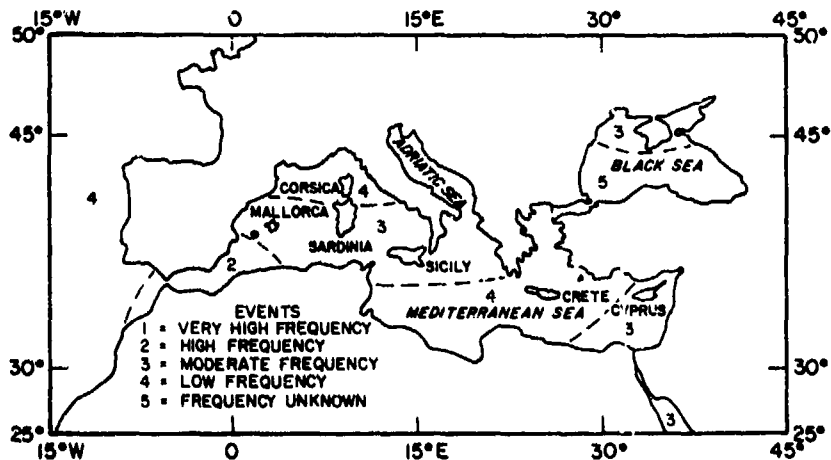 15°W 0 15°E 30° 45°
50° 50°
45° 45°
3
BLACK SEA
5
ADRIATIC SEA
4
CORSICA 4
MALLORCA
3
SARDINIA
2
SICILY
4
CRETE
MEDITERRANEAN SEA CYPRUS
3
EVENTS
1 = VERY HIGH FREQUENCY
2 = HIGH FREQUENCY
3 = MODERATE FREQUENCY
4 = LOW FREQUENCY
5 = FREQUENCY UNKNOWN
30° 30°
3
25° 25°
15°W 0 15°E 30° 45°